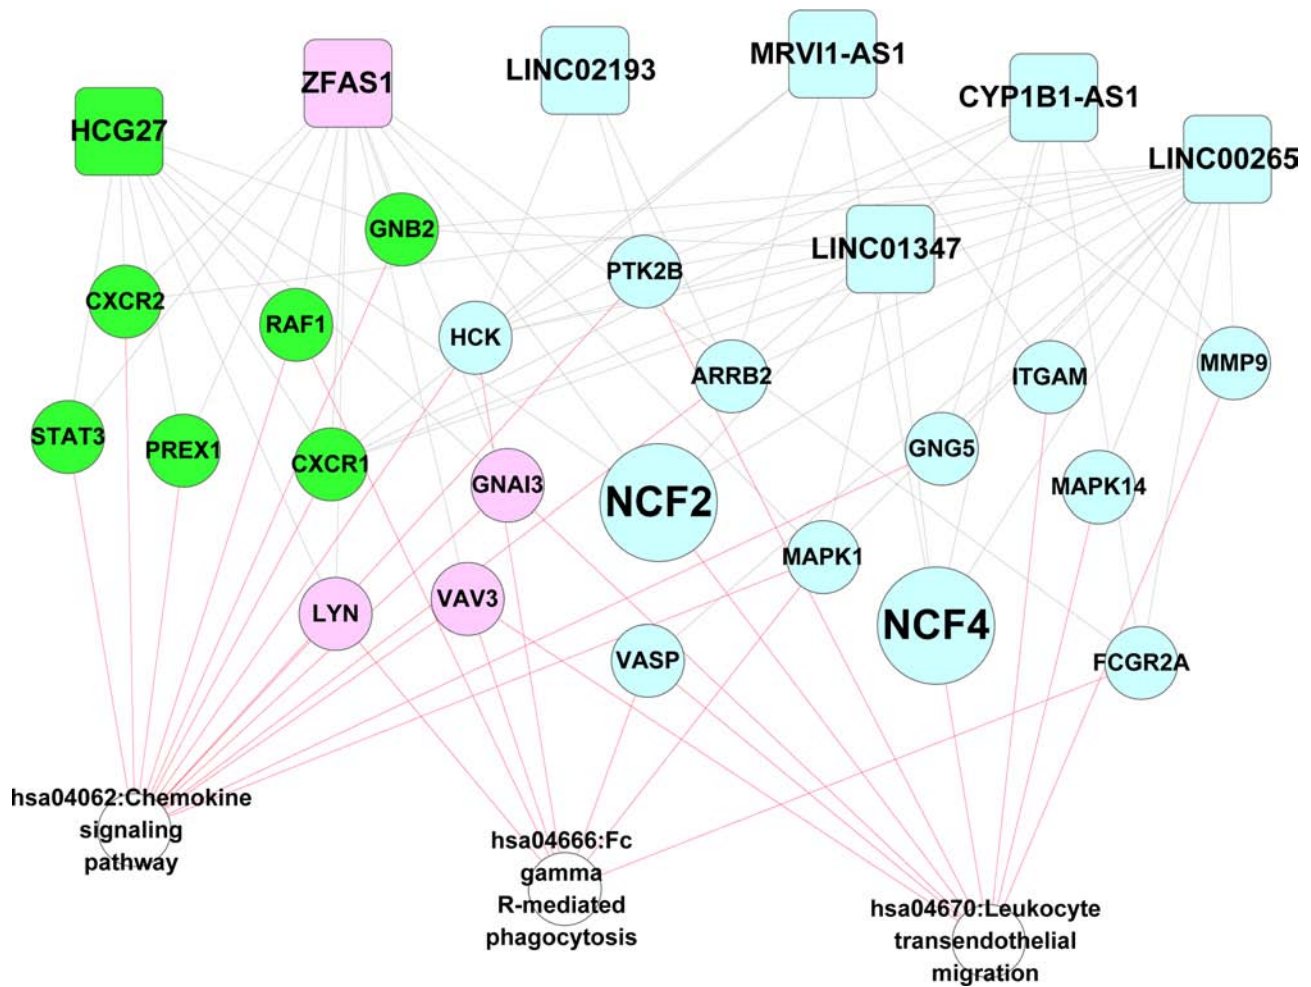 MRVI1-AS1
ZFAS1
LINC02193
CYP1B1-AS1
HCG27
LINC00265
GNB2
LINC01347
PTK2B
CXCR2
RAF1
HCK
ARRB2
ITGAM
MMP9
STAT3
PREX1
CXCR1
GNG5
GNAI3
NCF2
MAPK14
MAPK1
LYN
VAV3
NCF4
VASP
FCGR2A
hsa04062:Chemokine
signaling
pathway
hsa04666:Fc
gamma
R-mediated
phagocytosis
hsa04670:Leukocyte
transendothelial
migration